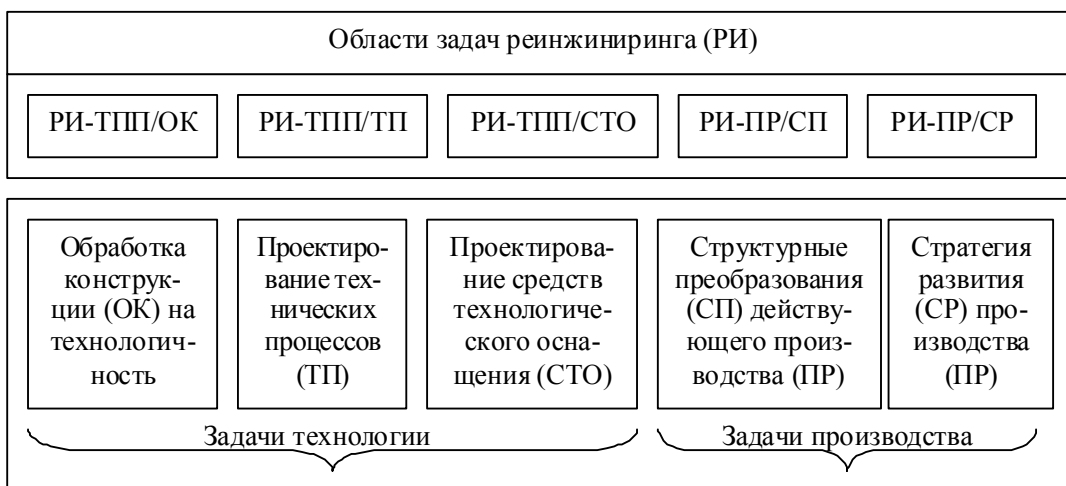 Области задач реинжиниринга (РИ)
РИ-ТПП/ОК
РИ-ТПП/ТП
РИ-ТПП/СТО
РИ-ПР/СП
РИ-ПР/СР
Обработка
конструк-
ции (ОК) на
технологич-
ность
Проектиро-
вание тех-
нических
процессов
(ТП)
Проектирова-
ние средств
технологиче-
ского осна-
щения (СТО)
Структурные
преобразования
(СП) действу-
ющего произ-
водства (ПР)
Стратегия
развития
(СР) про-
изводства
(ПР)
Задачи технологии
Задачи производства